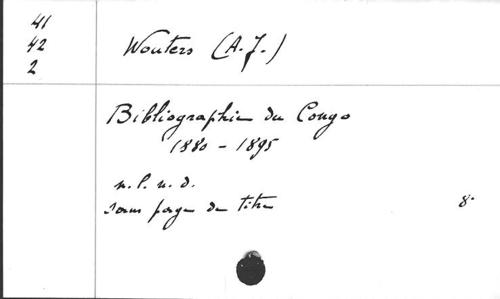 41
42
2
Wouters (A.J.)
Bibliographie du Congo
1880 - 1895
n. l. n. d.
sans page de titre 8°